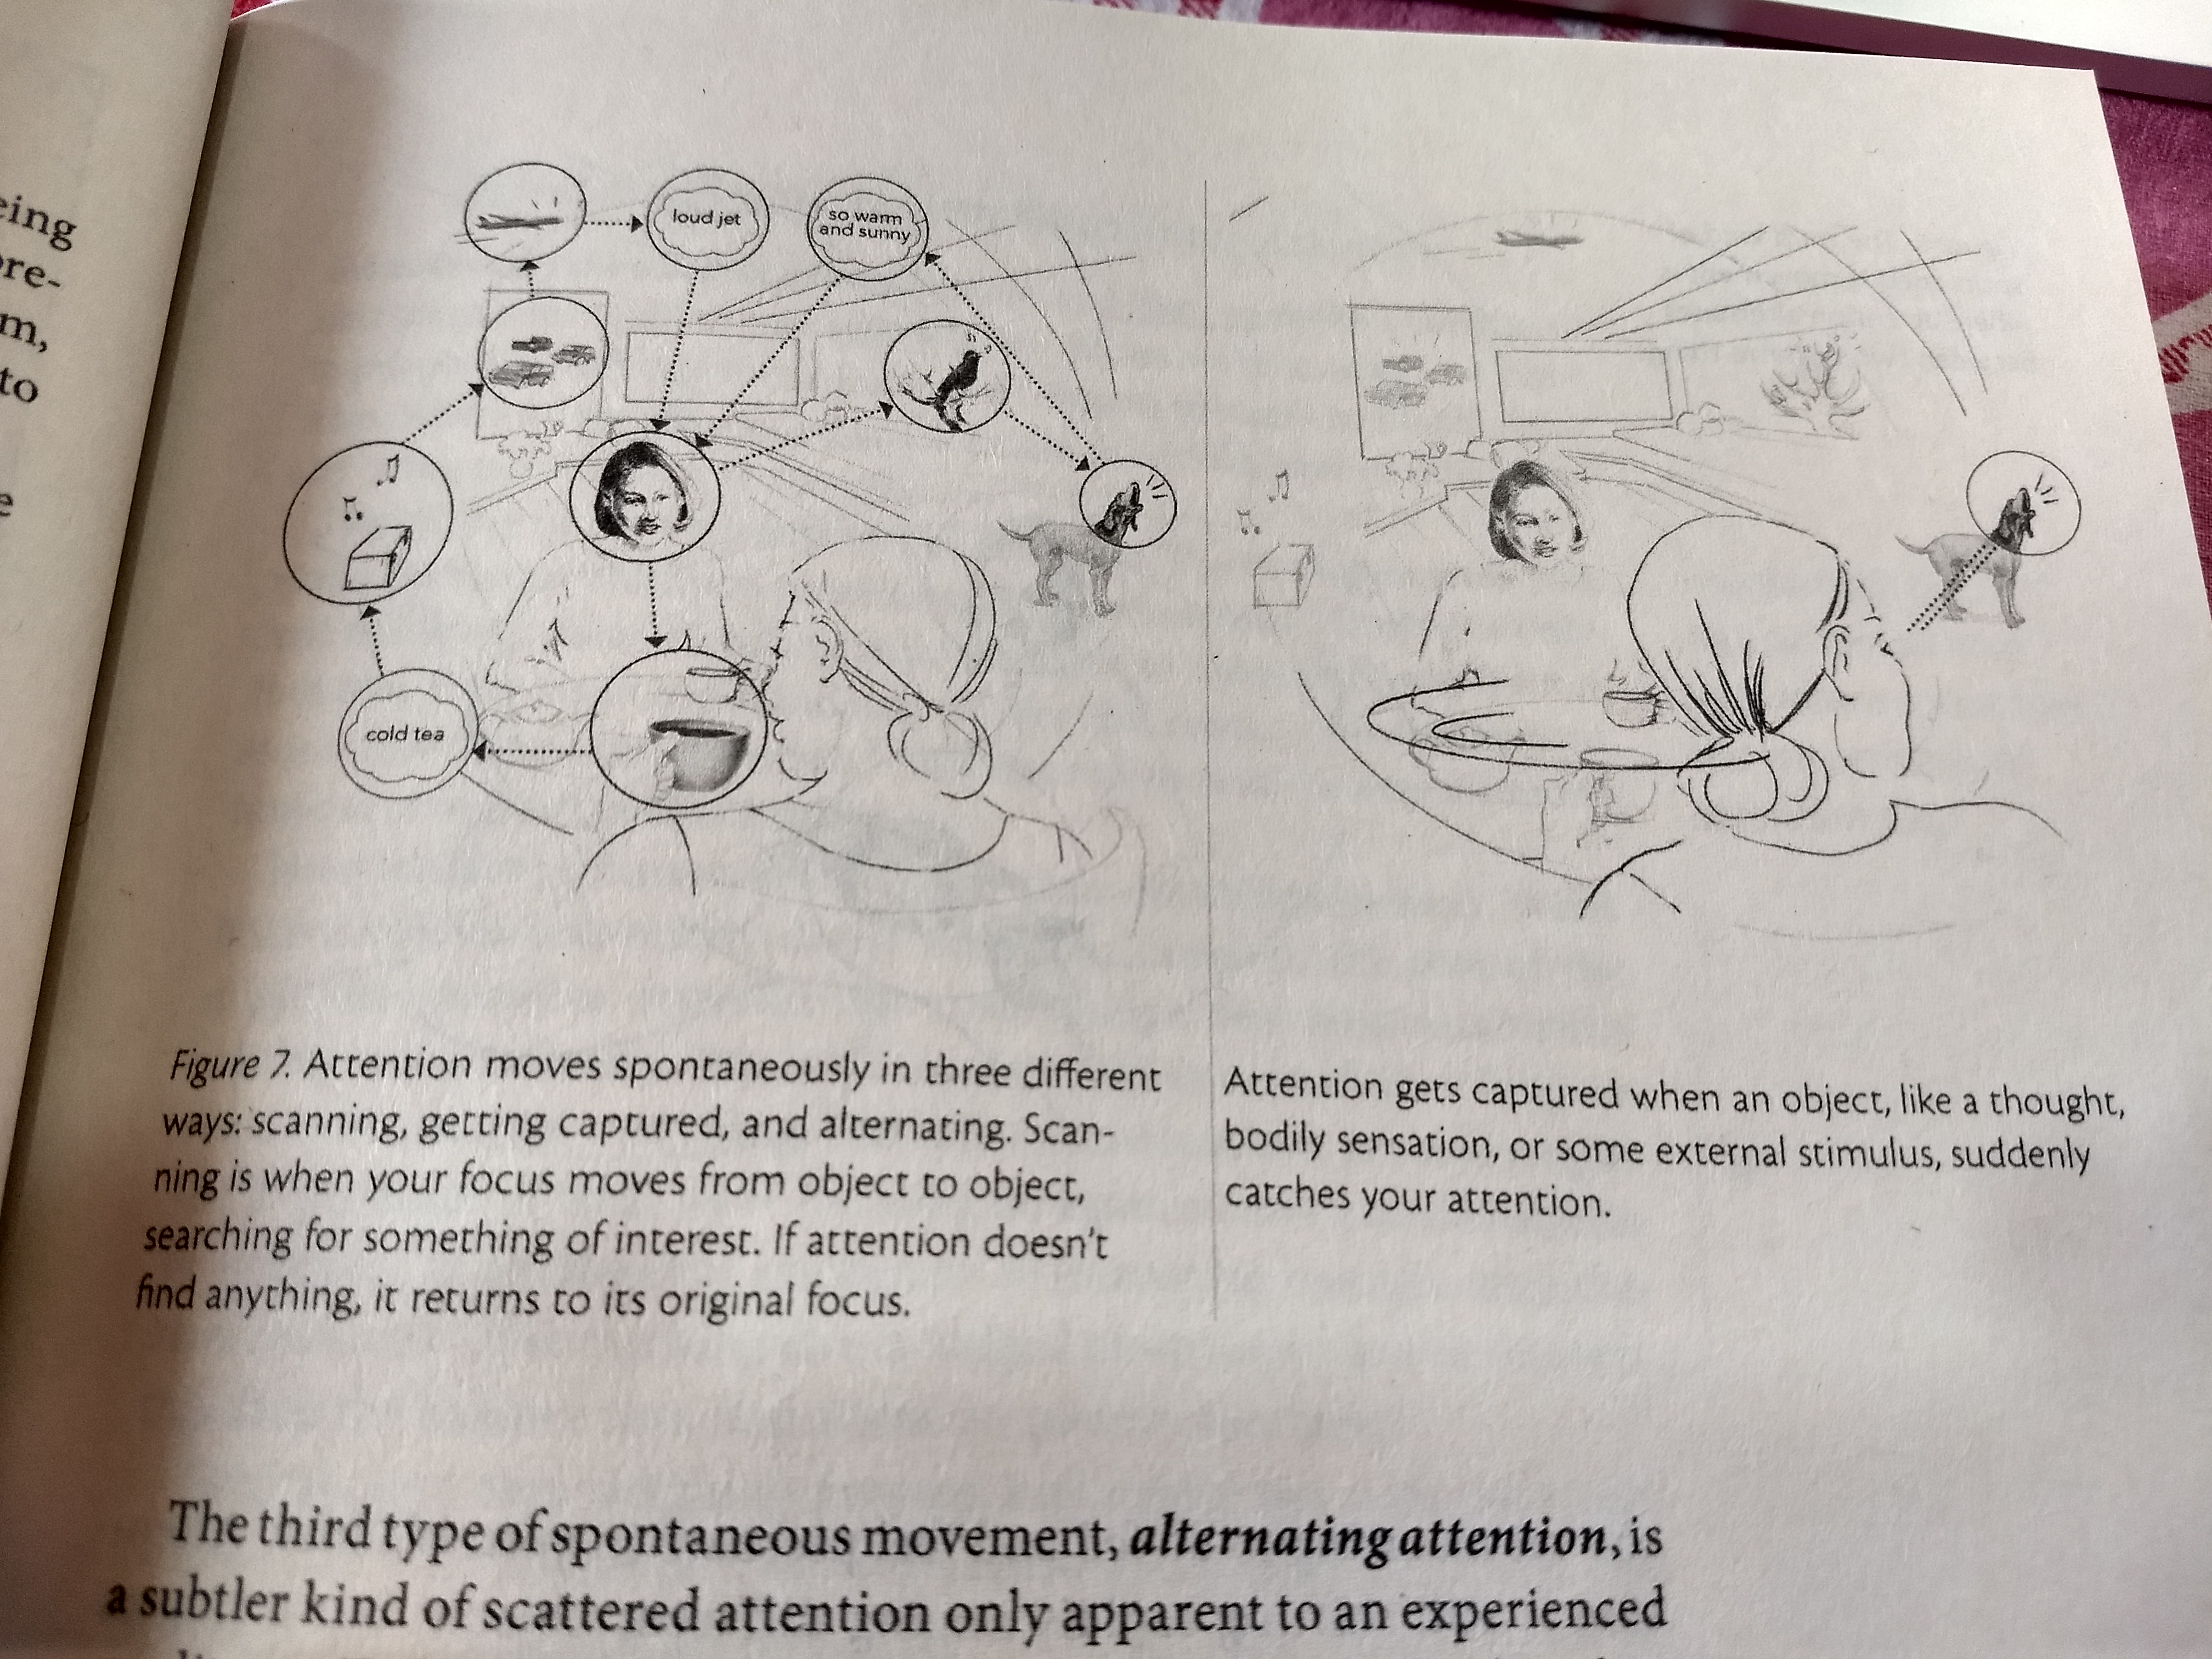 eing
ore-
m,
to
e
loud jet
so warm
and sunny
cold tea
Figure 7. Attention moves spontaneously in three different
ways: scanning, getting captured, and alternating. Scan-
ning is when your focus moves from object to object,
searching for something of interest. If attention doesn't
find anything, it returns to its original focus.
Attention gets captured when an object, like a thought,
bodily sensation, or some external stimulus, suddenly
catches your attention.
The third type of spontaneous movement, alternating attention, is
a subtler kind of scattered attention only apparent to an experienced